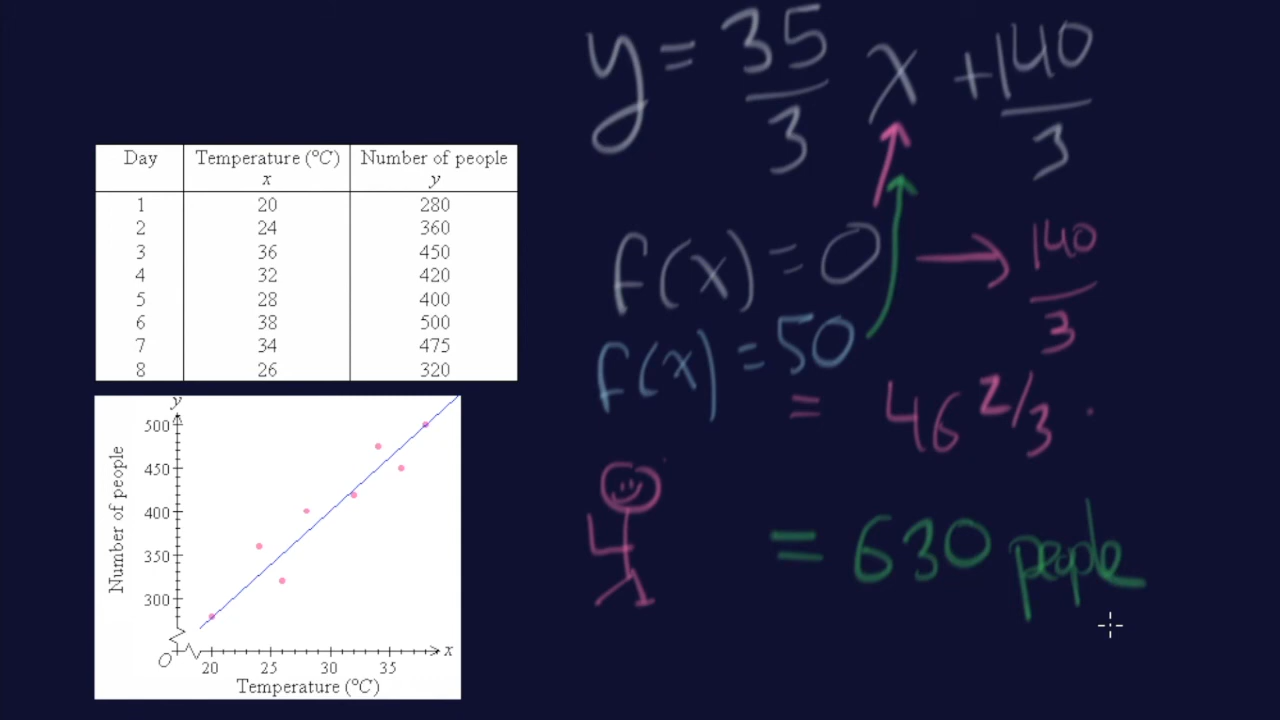 y = 35/3 x + 140/3
Day Temperature (°C) x Number of people y
1 20 280
2 24 360
3 36 450
4 32 420
5 28 400
6 38 500
7 34 475
8 26 320
f(x) = 0 → 140/3
f(x) = 50
= 46 2/3 .
= 630 people
y
500
450
400
350
300
Number of people
O
20 25 30 35 x
Temperature (°C)